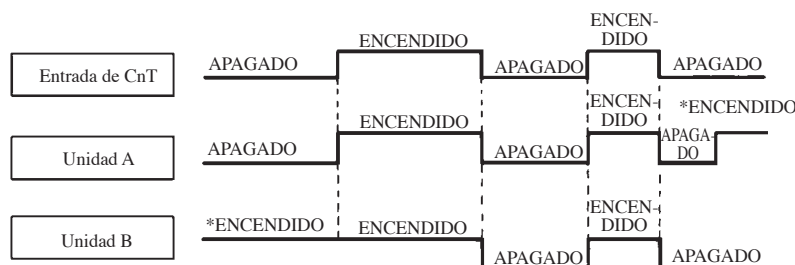 ENCEN-
DIDO
ENCENDIDO
Entrada de CnT
APAGADO
APAGADO
APAGADO
ENCEN-
DIDO
*ENCENDIDO
ENCENDIDO
Unidad A
APAGADO
APAGADO
APAGA-
DO
ENCEN-
DIDO
*ENCENDIDO
ENCENDIDO
Unidad B
APAGADO
APAGADO